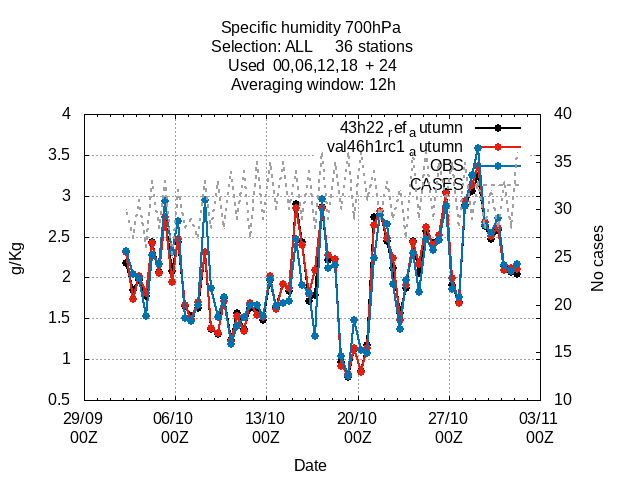 Specific humidity 700hPa
Selection: ALL 36 stations
Used 00,06,12,18 + 24
Averaging window: 12h
43h22ref_autumn
val46h1rc1_autumn
OBS
CASES
4
3.5
3
2.5
2
1.5
1
0.5
40
35
30
25
20
15
10
g/Kg
No cases
29/09 06/10 13/10 20/10 27/10 03/11
00Z 00Z 00Z 00Z 00Z 00Z
Date